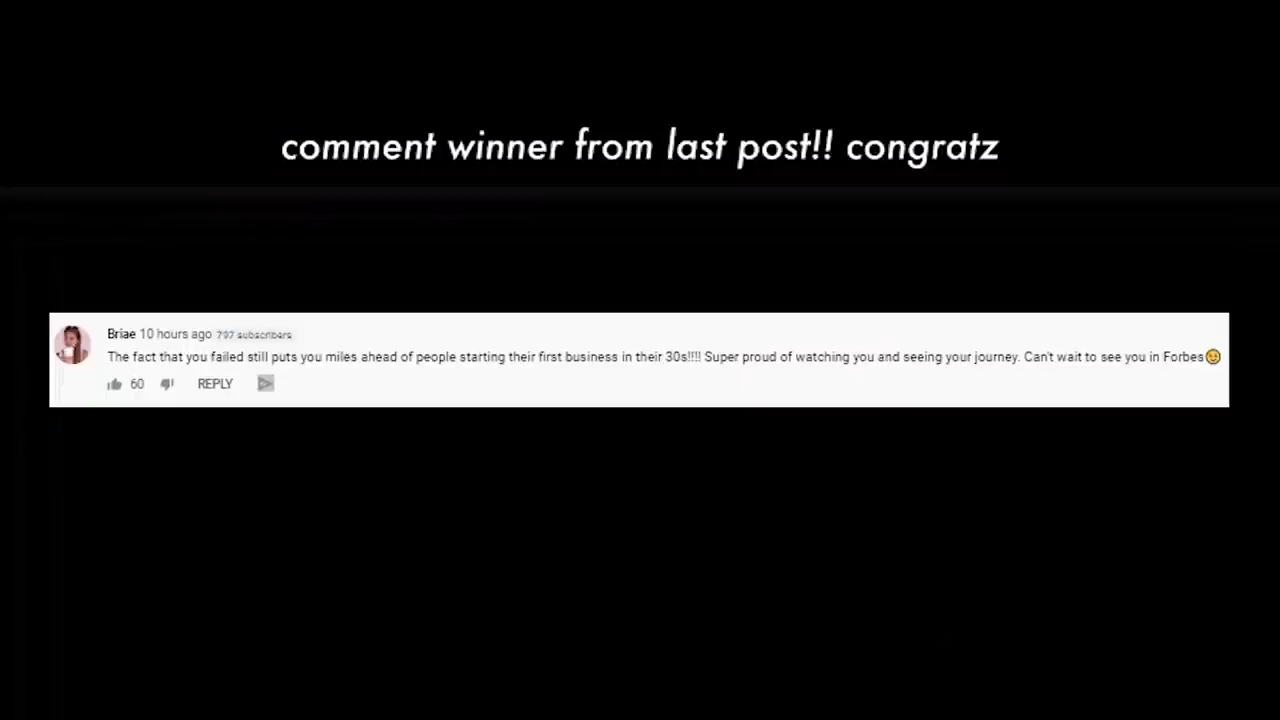 comment winner from last post!! congratz
Briae 10 hours ago 797 subscribers
The fact that you failed still puts you miles ahead of people starting their first business in their 30s!!!! Super proud of watching you and seeing your journey. Can't wait to see you in Forbes😉
60 REPLY